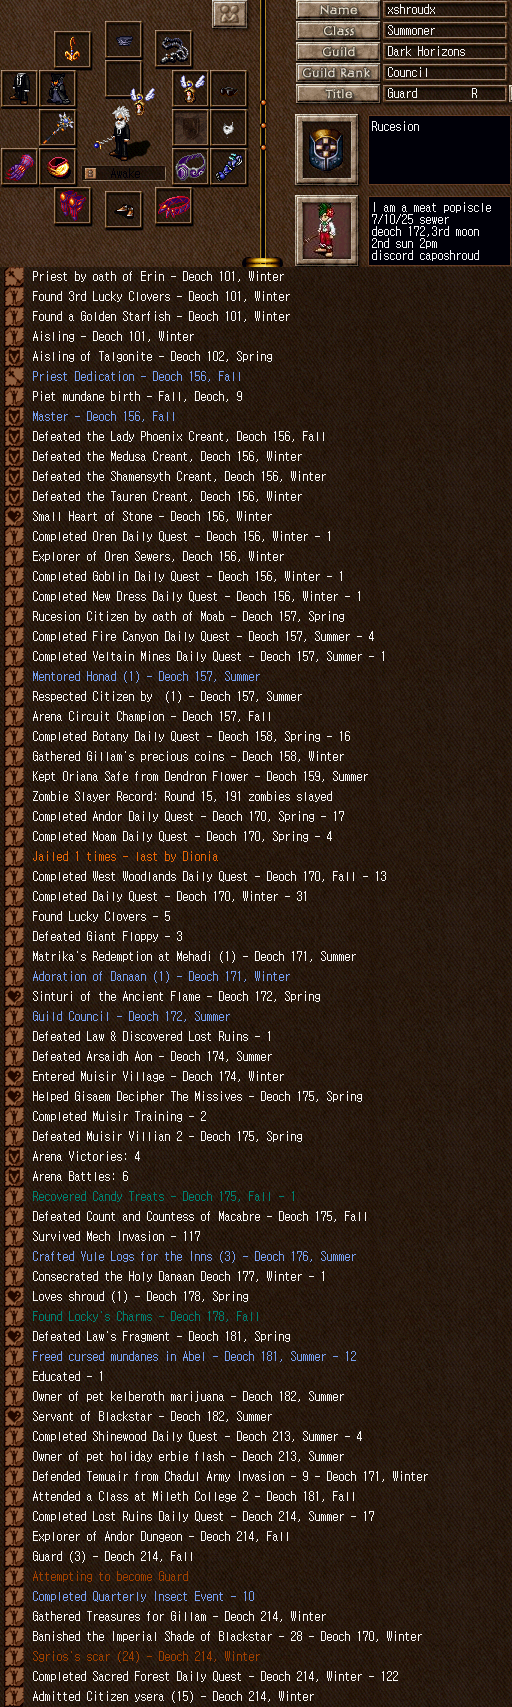 Name xshroudx
Class Summoner
Guild Dark Horizons
Guild Rank Council
Title Guard R
Awake
Rucesion
I am a meat popiscle
7/10/25 sewer
deoch 172,3rd moon
2nd sun 2pm
discord caposhroud
Priest by oath of Erin - Deoch 101, Winter
Found 3rd Lucky Clovers - Deoch 101, Winter
Found a Golden Starfish - Deoch 101, Winter
Aisling - Deoch 101, Winter
Aisling of Talgonite - Deoch 102, Spring
Priest Dedication - Deoch 156, Fall
Piet mundane birth - Fall, Deoch, 9
Master - Deoch 156, Fall
Defeated the Lady Phoenix Creant, Deoch 156, Fall
Defeated the Medusa Creant, Deoch 156, Winter
Defeated the Shamensyth Creant, Deoch 156, Winter
Defeated the Tauren Creant, Deoch 156, Winter
Small Heart of Stone - Deoch 156, Winter
Completed Oren Daily Quest - Deoch 156, Winter - 1
Explorer of Oren Sewers, Deoch 156, Winter
Completed Goblin Daily Quest - Deoch 156, Winter - 1
Completed New Dress Daily Quest - Deoch 156, Winter - 1
Rucesion Citizen by oath of Moab - Deoch 157, Spring
Completed Fire Canyon Daily Quest - Deoch 157, Summer - 4
Completed Veltain Mines Daily Quest - Deoch 157, Summer - 1
Mentored Honad (1) - Deoch 157, Summer
Respected Citizen by  (1) - Deoch 157, Summer
Arena Circuit Champion - Deoch 157, Fall
Completed Botany Daily Quest - Deoch 158, Spring - 16
Gathered Gillam's precious coins - Deoch 158, Winter
Kept Oriana Safe from Dendron Flower - Deoch 159, Summer
Zombie Slayer Record: Round 15, 191 zombies slayed
Completed Andor Daily Quest - Deoch 170, Spring - 17
Completed Noam Daily Quest - Deoch 170, Spring - 4
Jailed 1 times - last by Dionia
Completed West Woodlands Daily Quest - Deoch 170, Fall - 13
Completed Daily Quest - Deoch 170, Winter - 31
Found Lucky Clovers - 5
Defeated Giant Floppy - 3
Matrika's Redemption at Mehadi (1) - Deoch 171, Summer
Adoration of Danaan (1) - Deoch 171, Winter
Sinturi of the Ancient Flame - Deoch 172, Spring
Guild Council - Deoch 172, Summer
Defeated Law & Discovered Lost Ruins - 1
Defeated Arsaidh Aon - Deoch 174, Summer
Entered Muisir Village - Deoch 174, Winter
Helped Gisaem Decipher The Missives - Deoch 175, Spring
Completed Muisir Training - 2
Defeated Muisir Villian 2 - Deoch 175, Spring
Arena Victories: 4
Arena Battles: 6
Recovered Candy Treats - Deoch 175, Fall - 1
Defeated Count and Countess of Macabre - Deoch 175, Fall
Survived Mech Invasion - 117
Crafted Yule Logs for the Inns (3) - Deoch 176, Summer
Consecrated the Holy Danaan Deoch 177, Winter - 1
Loves shroud (1) - Deoch 178, Spring
Found Locky's Charms - Deoch 178, Fall
Defeated Law's Fragment - Deoch 181, Spring
Freed cursed mundanes in Abel - Deoch 181, Summer - 12
Educated - 1
Owner of pet kelberoth marijuana - Deoch 182, Summer
Servant of Blackstar - Deoch 182, Summer
Completed Shinewood Daily Quest - Deoch 213, Summer - 4
Owner of pet holiday erbie flash - Deoch 213, Summer
Defended Temuair from Chadul Army Invasion - 9 - Deoch 171, Winter
Attended a Class at Mileth College 2 - Deoch 181, Fall
Completed Lost Ruins Daily Quest - Deoch 214, Summer - 17
Explorer of Andor Dungeon - Deoch 214, Fall
Guard (3) - Deoch 214, Fall
Attempting to become Guard
Completed Quarterly Insect Event - 10
Gathered Treasures for Gillam - Deoch 214, Winter
Banished the Imperial Shade of Blackstar - 28 - Deoch 170, Winter
Sgrios's scar (24) - Deoch 214, Winter
Completed Sacred Forest Daily Quest - Deoch 214, Winter - 122
Admitted Citizen ysera (15) - Deoch 214, Winter